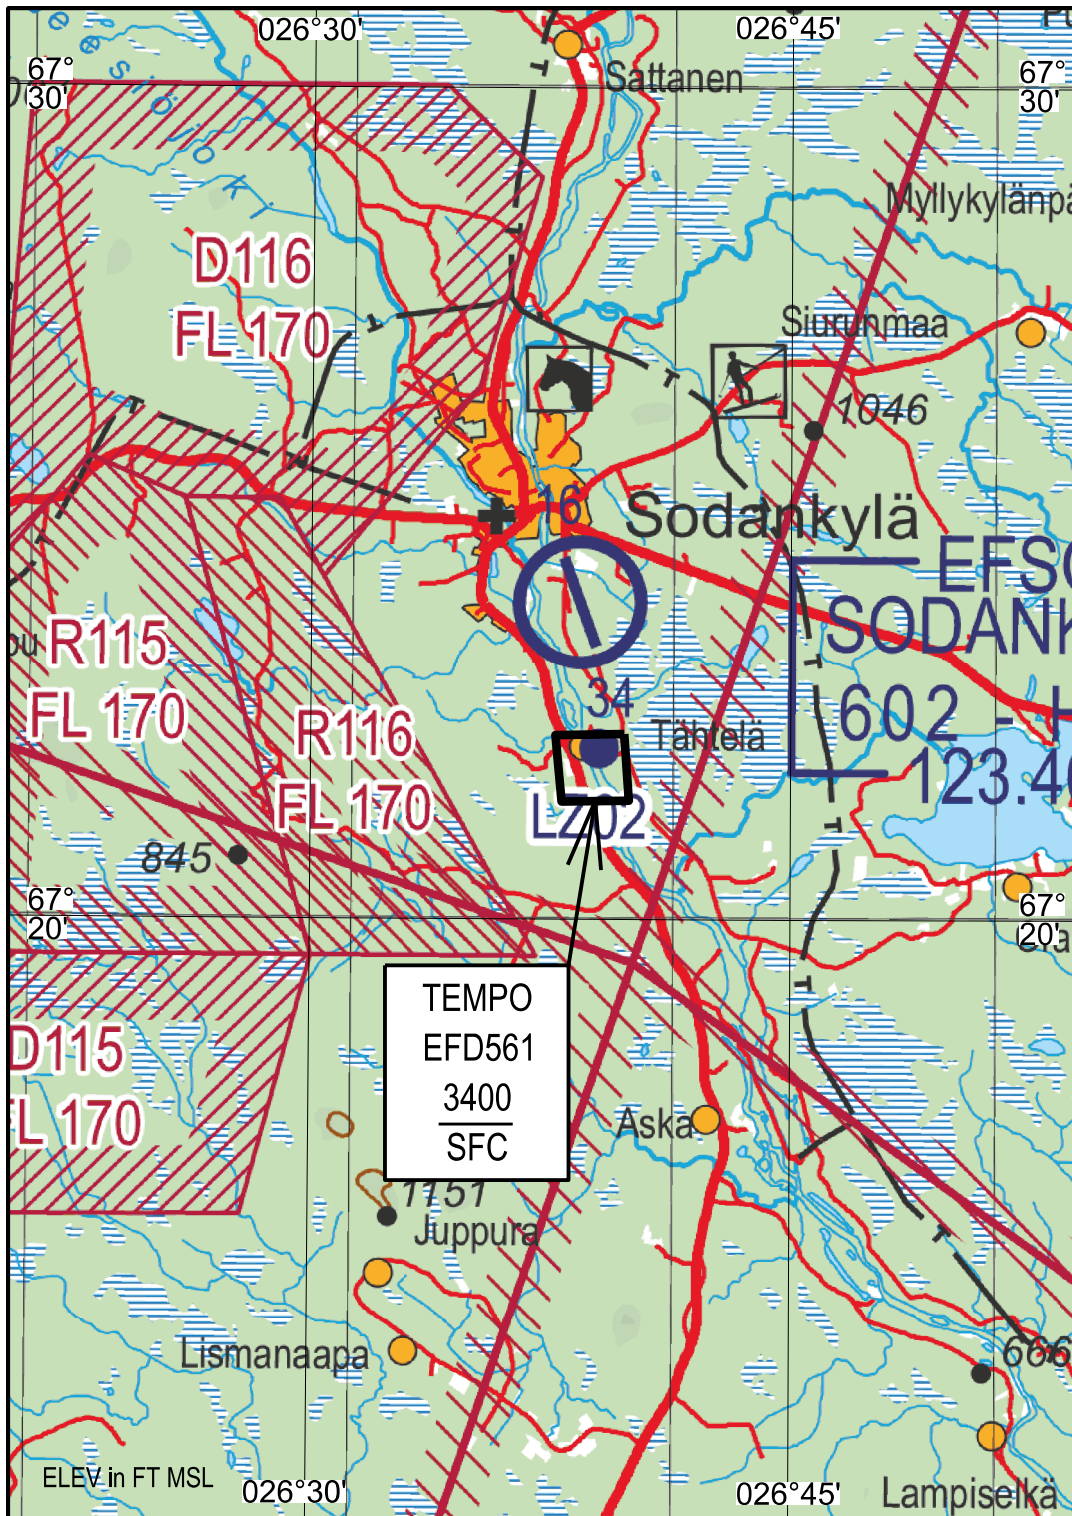 026°30'
026°45'
67°
30'
67°
30'
Sattanen
Myllykylänpä
D116
FL 170
Siurunmaa
1046
16
Sodankylä
EFSO
SODANK
602 - H
123.40
R115
FL 170
R116
FL 170
34
Tähtelä
LZ02
845
67°
20'
67°
20'
TEMPO
EFD561
3400
SFC
D115
FL 170
Aska
1151
Juppura
Lismanaapa
666
ELEV in FT MSL
026°30'
026°45'
Lampiselkä